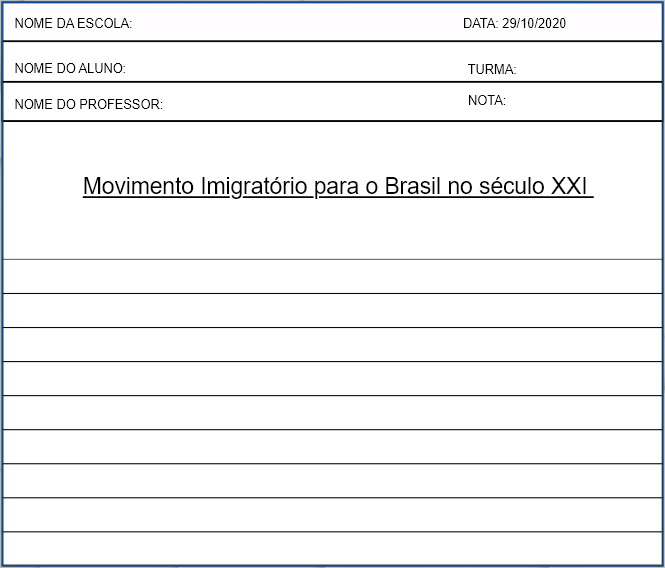 NOME DA ESCOLA: DATA: 29/10/2020
NOME DO ALUNO: TURMA:
NOME DO PROFESSOR: NOTA:
Movimento Imigratório para o Brasil no século XXI